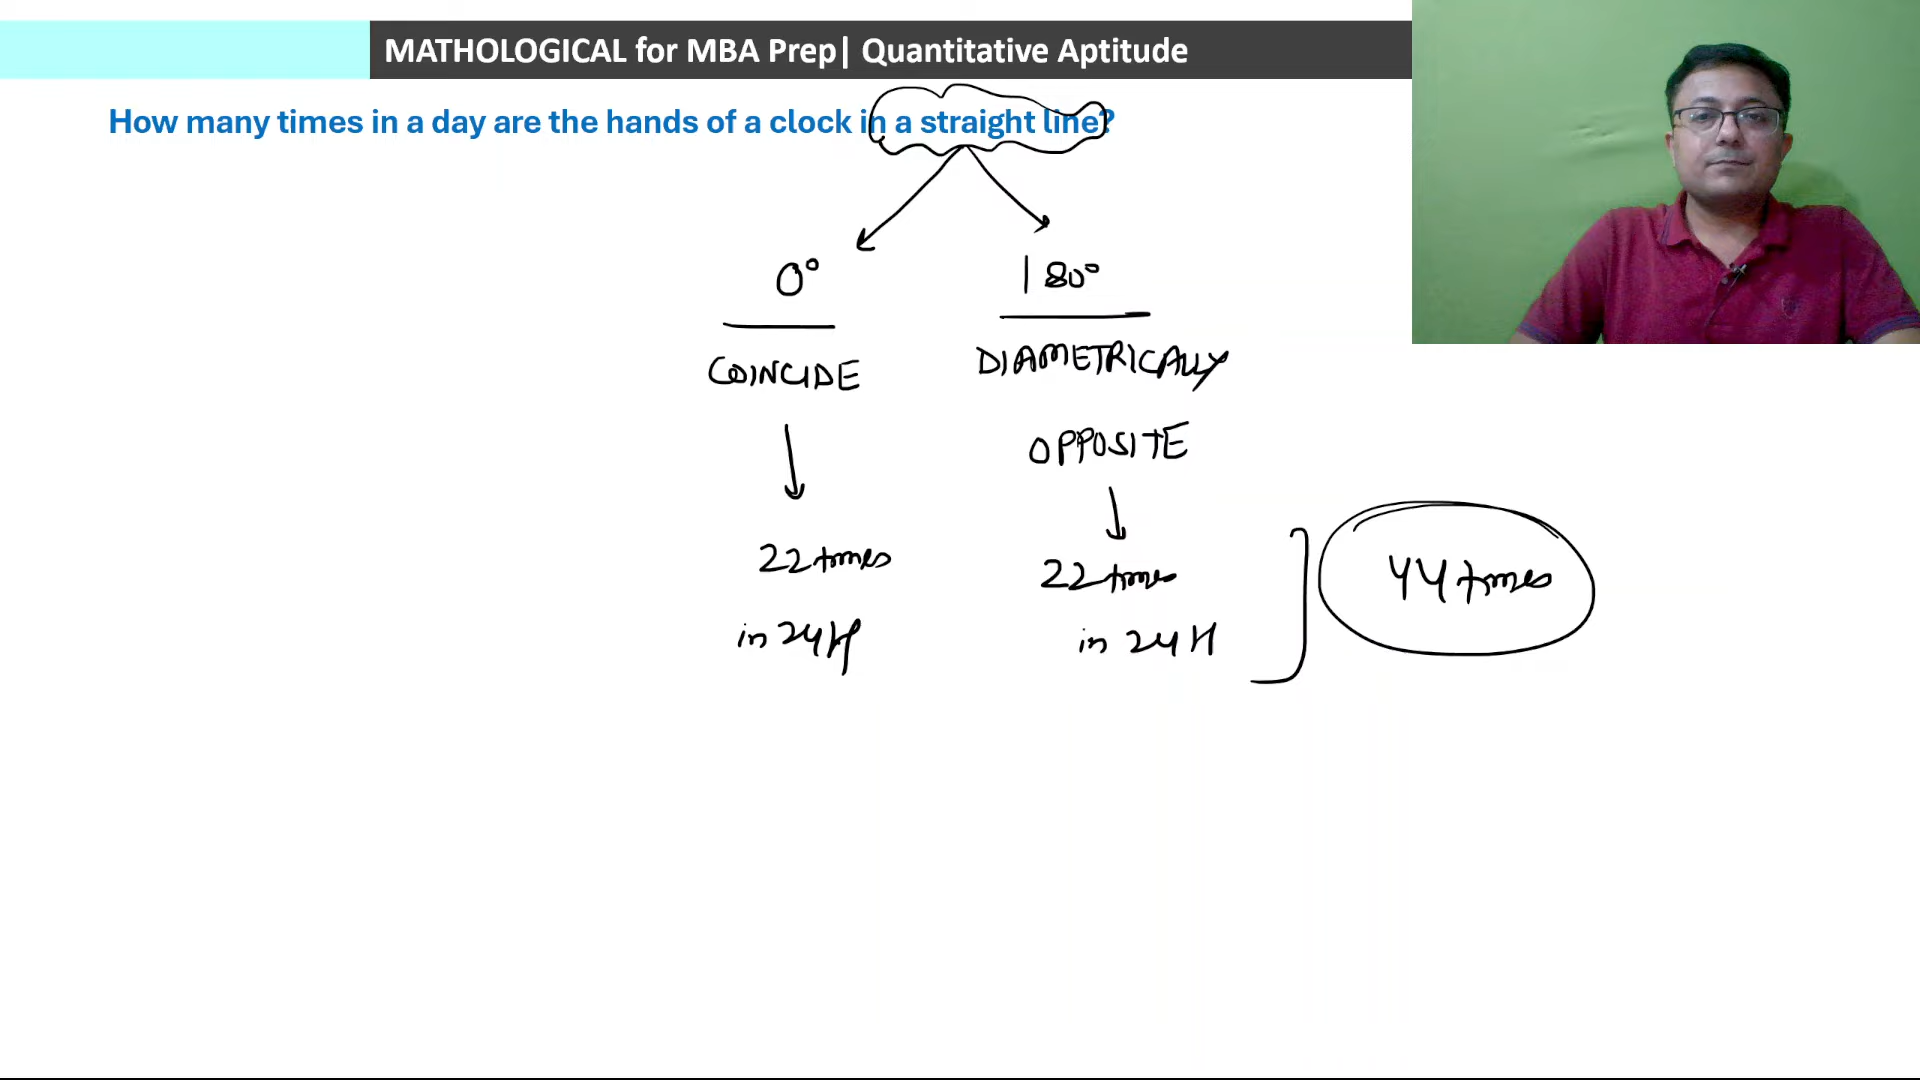 MATHOLOGICAL for MBA Prep| Quantitative Aptitude
How many times in a day are the hands of a clock in a straight line?
0° 180°
COINCIDE DIAMETRICALLY
OPPOSITE
22 times 22 times
in 24H in 24H
44 times